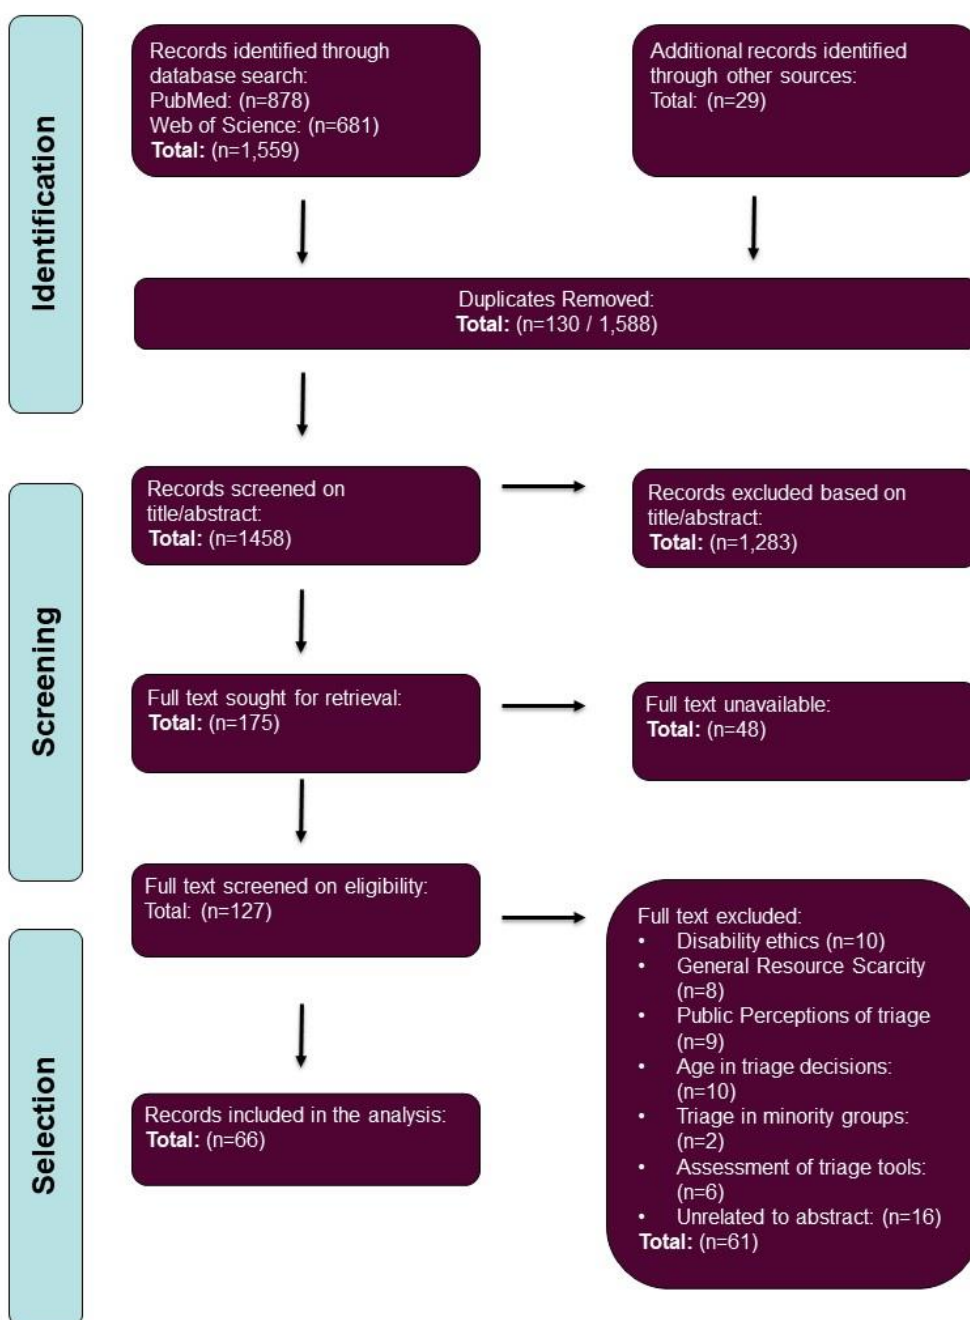 Identification
Records identified through
database search:
PubMed: (n=878)
Web of Science: (n=681)
Total: (n=1,559)
Additional records identified
through other sources:
Total: (n=29)
Duplicates Removed:
Total: (n=130 / 1,588)
Screening
Records screened on
title/abstract:
Total: (n=1458)
Records excluded based on
title/abstract:
Total: (n=1,283)
Full text sought for retrieval:
Total: (n=175)
Full text unavailable:
Total: (n=48)
Full text screened on eligibility:
Total: (n=127)
Selection
Full text excluded:
• Disability ethics (n=10)
• General Resource Scarcity
(n=8)
• Public Perceptions of triage
(n=9)
• Age in triage decisions:
(n=10)
• Triage in minority groups:
(n=2)
• Assessment of triage tools:
(n=6)
• Unrelated to abstract: (n=16)
Total: (n=61)
Records included in the analysis:
Total: (n=66)